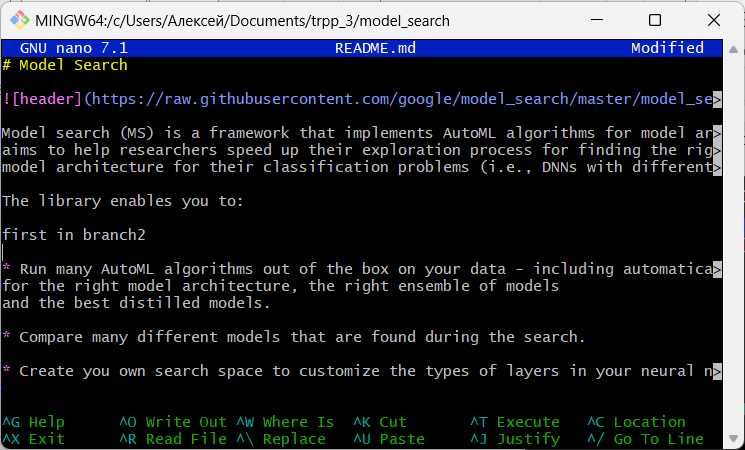 MINGW64:/c/Users/Алексей/Documents/trpp_3/model_search
GNU nano 7.1 README.md Modified
# Model Search
![header](https://raw.githubusercontent.com/google/model_search/master/model_se>
Model search (MS) is a framework that implements AutoML algorithms for model ar>
aims to help researchers speed up their exploration process for finding the rig>
model architecture for their classification problems (i.e., DNNs with different>
The library enables you to:
first in branch2
* Run many AutoML algorithms out of the box on your data - including automatica>
for the right model architecture, the right ensemble of models
and the best distilled models.
* Compare many different models that are found during the search.
* Create you own search space to customize the types of layers in your neural n>
^G Help ^O Write Out ^W Where Is ^K Cut ^T Execute ^C Location
^X Exit ^R Read File ^\ Replace ^U Paste ^J Justify ^/ Go To Line